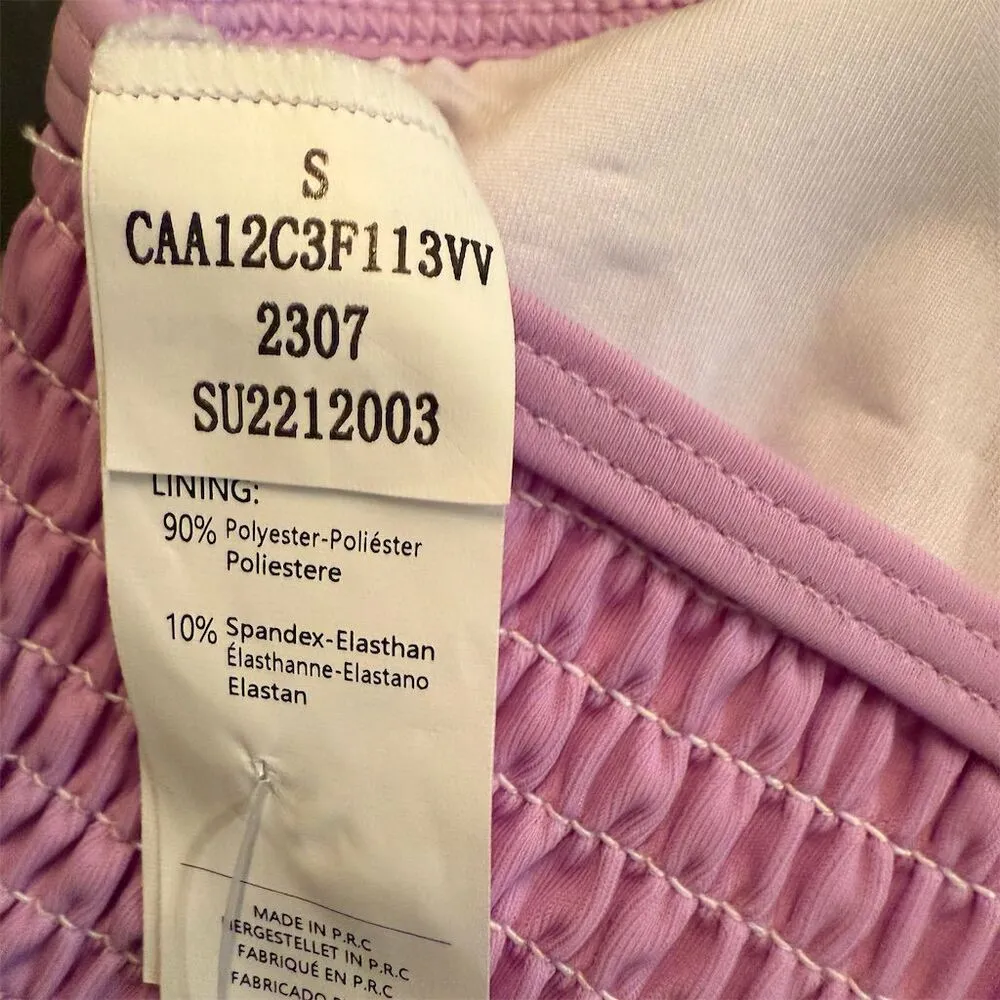 S
CAA12C3F113VV
2307
SU2212003
LINING:
90% Polyester-Poliéster
Poliestere
10% Spandex-Elasthan
Élasthanne-Elastano
Elastan
MADE IN P.R.C
HERGESTELLET IN P.R.C
FABRIQUÉ EN P.R.C
FABRICADO